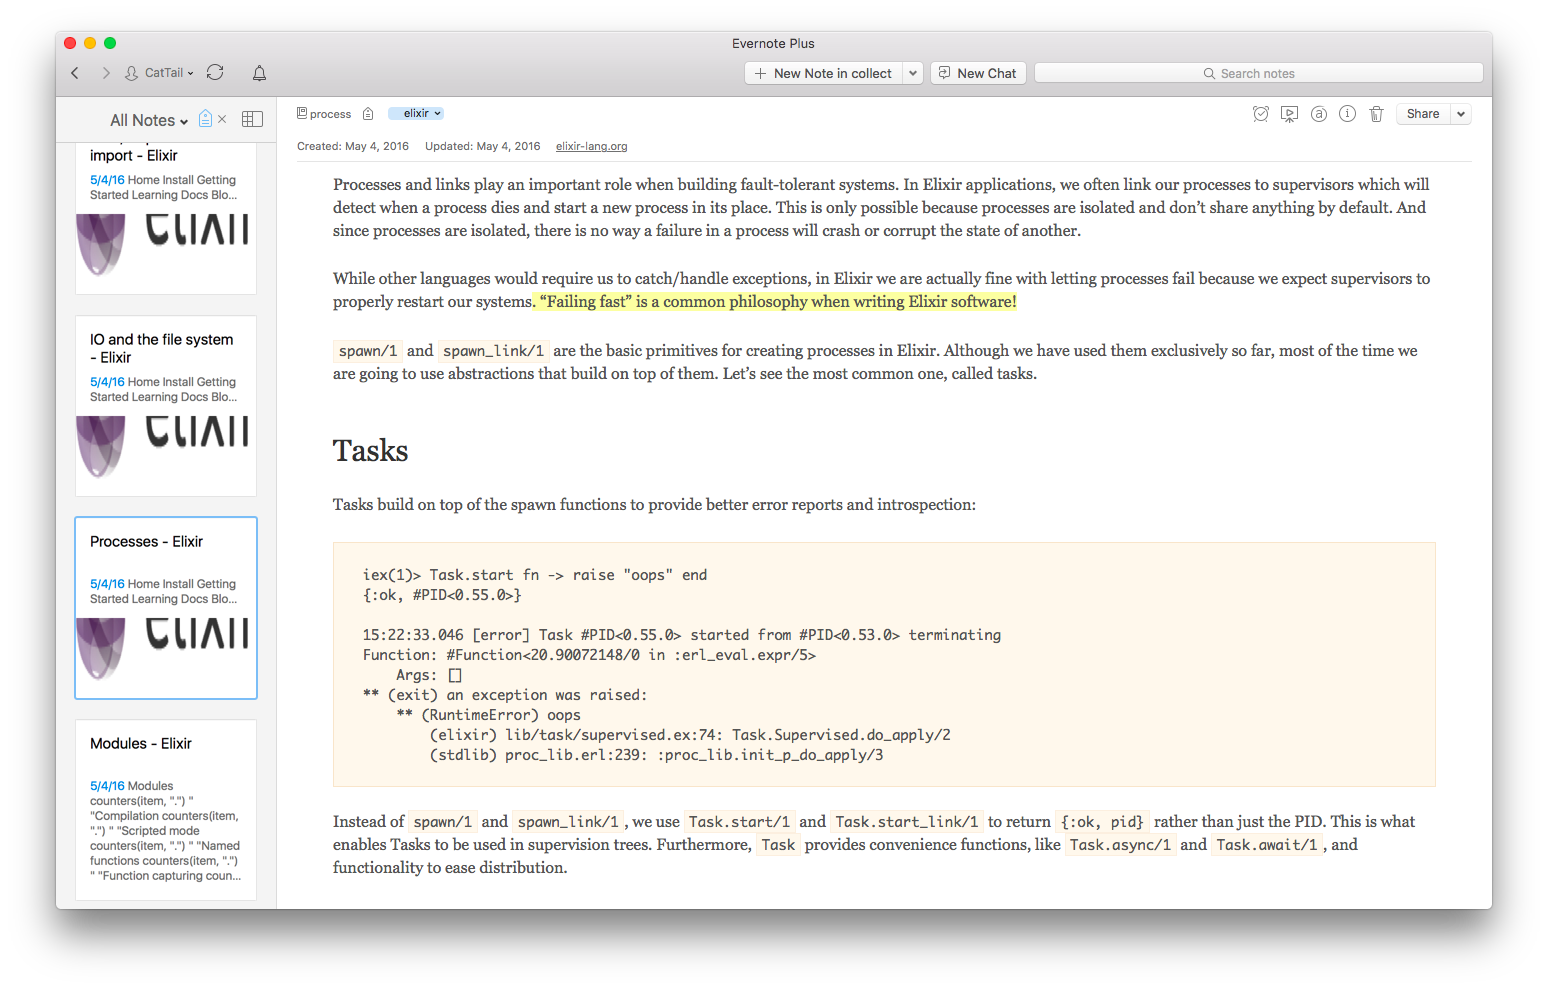 Evernote Plus
CatTail
New Note in collect
New Chat
Search notes
All Notes
import - Elixir
5/4/16 Home Install Getting
Started Learning Docs Blo...
elixir
IO and the file system
- Elixir
5/4/16 Home Install Getting
Started Learning Docs Blo...
elixir
Processes - Elixir
5/4/16 Home Install Getting
Started Learning Docs Blo...
elixir
Modules - Elixir
5/4/16 Modules
counters(item, ".") "
"Compilation counters(item,
".") " "Scripted mode
counters(item, ".") " "Named
functions counters(item, ".")
" "Function capturing coun...
process
elixir
Share
Created: May 4, 2016 Updated: May 4, 2016 elixir-lang.org
Processes and links play an important role when building fault-tolerant systems. In Elixir applications, we often link our processes to supervisors which will
detect when a process dies and start a new process in its place. This is only possible because processes are isolated and don’t share anything by default. And
since processes are isolated, there is no way a failure in a process will crash or corrupt the state of another.
While other languages would require us to catch/handle exceptions, in Elixir we are actually fine with letting processes fail because we expect supervisors to
properly restart our systems. “Failing fast” is a common philosophy when writing Elixir software!
spawn/1 and spawn_link/1 are the basic primitives for creating processes in Elixir. Although we have used them exclusively so far, most of the time we
are going to use abstractions that build on top of them. Let’s see the most common one, called tasks.
Tasks
Tasks build on top of the spawn functions to provide better error reports and introspection:
iex(1)> Task.start fn -> raise "oops" end
{:ok, #PID<0.55.0>}
15:22:33.046 [error] Task #PID<0.55.0> started from #PID<0.53.0> terminating
Function: #Function<20.90072148/0 in :erl_eval.expr/5>
Args: []
** (exit) an exception was raised:
** (RuntimeError) oops
(elixir) lib/task/supervised.ex:74: Task.Supervised.do_apply/2
(stdlib) proc_lib.erl:239: :proc_lib.init_p_do_apply/3
Instead of spawn/1 and spawn_link/1, we use Task.start/1 and Task.start_link/1 to return {:ok, pid} rather than just the PID. This is what
enables Tasks to be used in supervision trees. Furthermore, Task provides convenience functions, like Task.async/1 and Task.await/1, and
functionality to ease distribution.